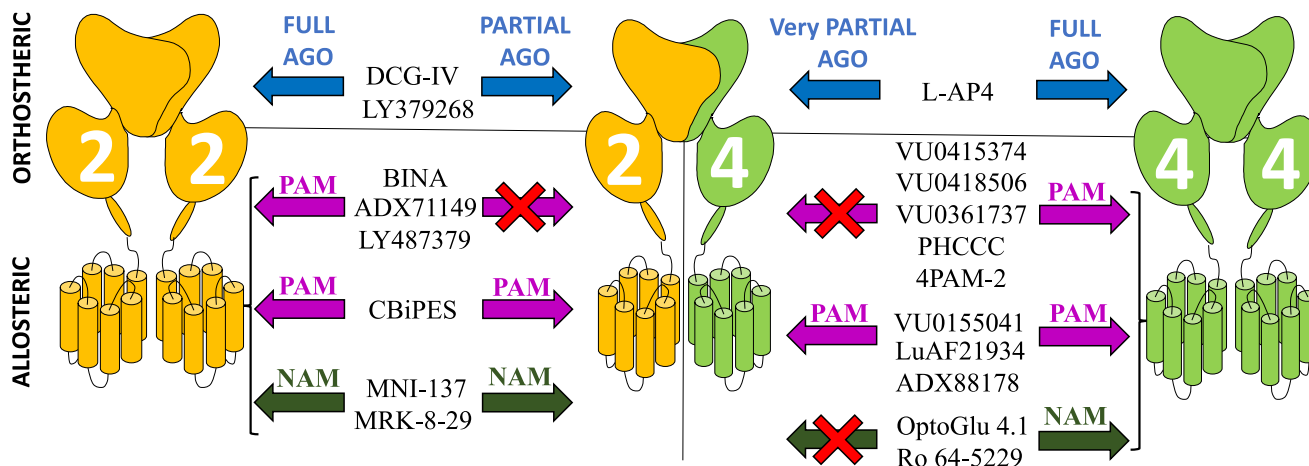 ORTHOSTHERIC
FULL
AGO
PARTIAL
AGO
Very PARTIAL
AGO
FULL
AGO
DCG-IV
LY379268
L-AP4
2 2
2 4
4 4
ALLOSTERIC
PAM
BINA
ADX71149
LY487379
VU0415374
VU0418506
VU0361737
PHCCC
4PAM-2
PAM
PAM
CBiPES
PAM
PAM
VU0155041
LuAF21934
ADX88178
PAM
NAM
MNI-137
MRK-8-29
NAM
OptoGlu 4.1
Ro 64-5229
NAM